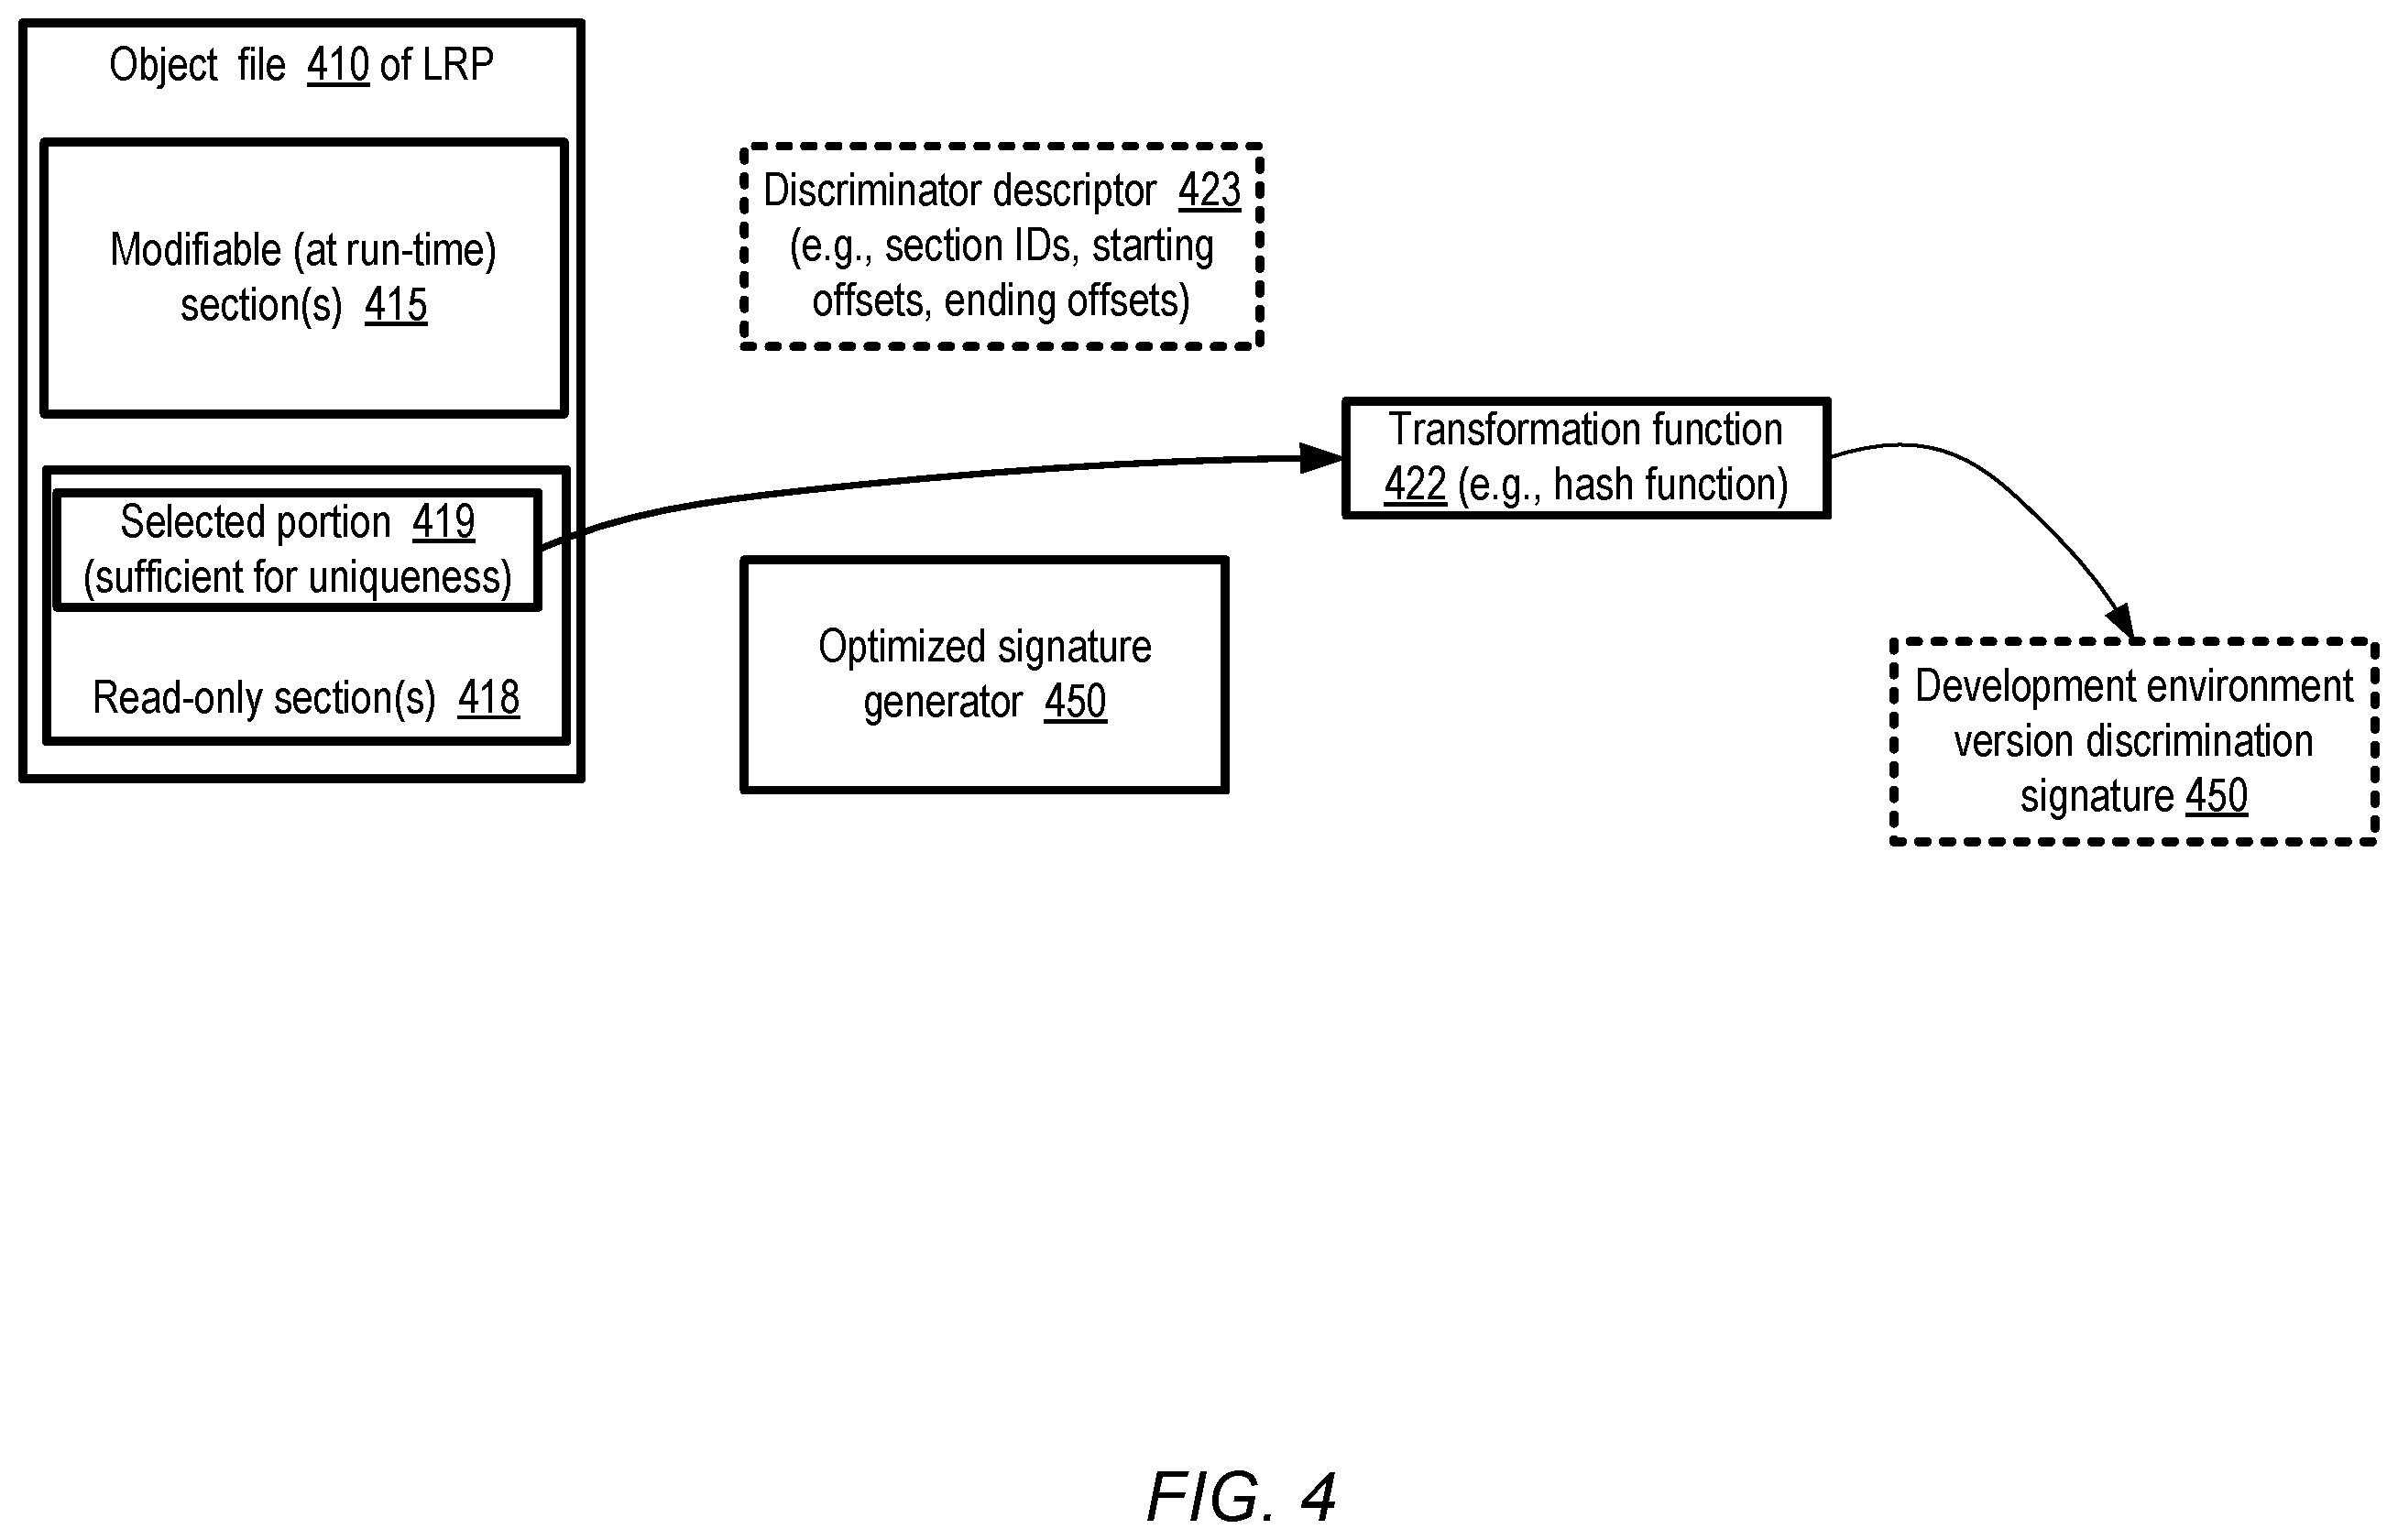 Object file 410 of LRP
Modifiable (at run-time)
section(s) 415
Selected portion 419
(sufficient for uniqueness)
Read-only section(s) 418
Discriminator descriptor 423
(e.g., section IDs, starting
offsets, ending offsets)
Optimized signature
generator 450
Transformation function
422 (e.g., hash function)
Development environment
version discrimination
signature 450
FIG. 4